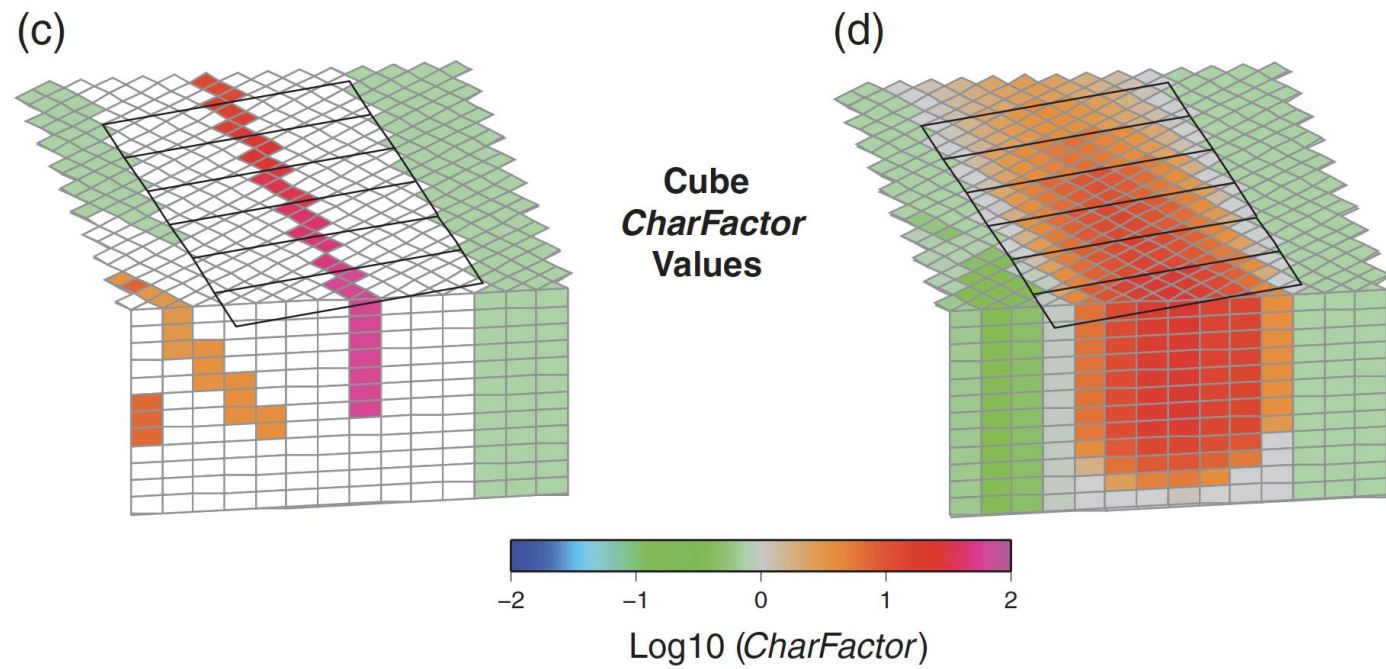 (c)
(d)
Cube
CharFactor
Values
−2 −1 0 1 2
Log10 (CharFactor)